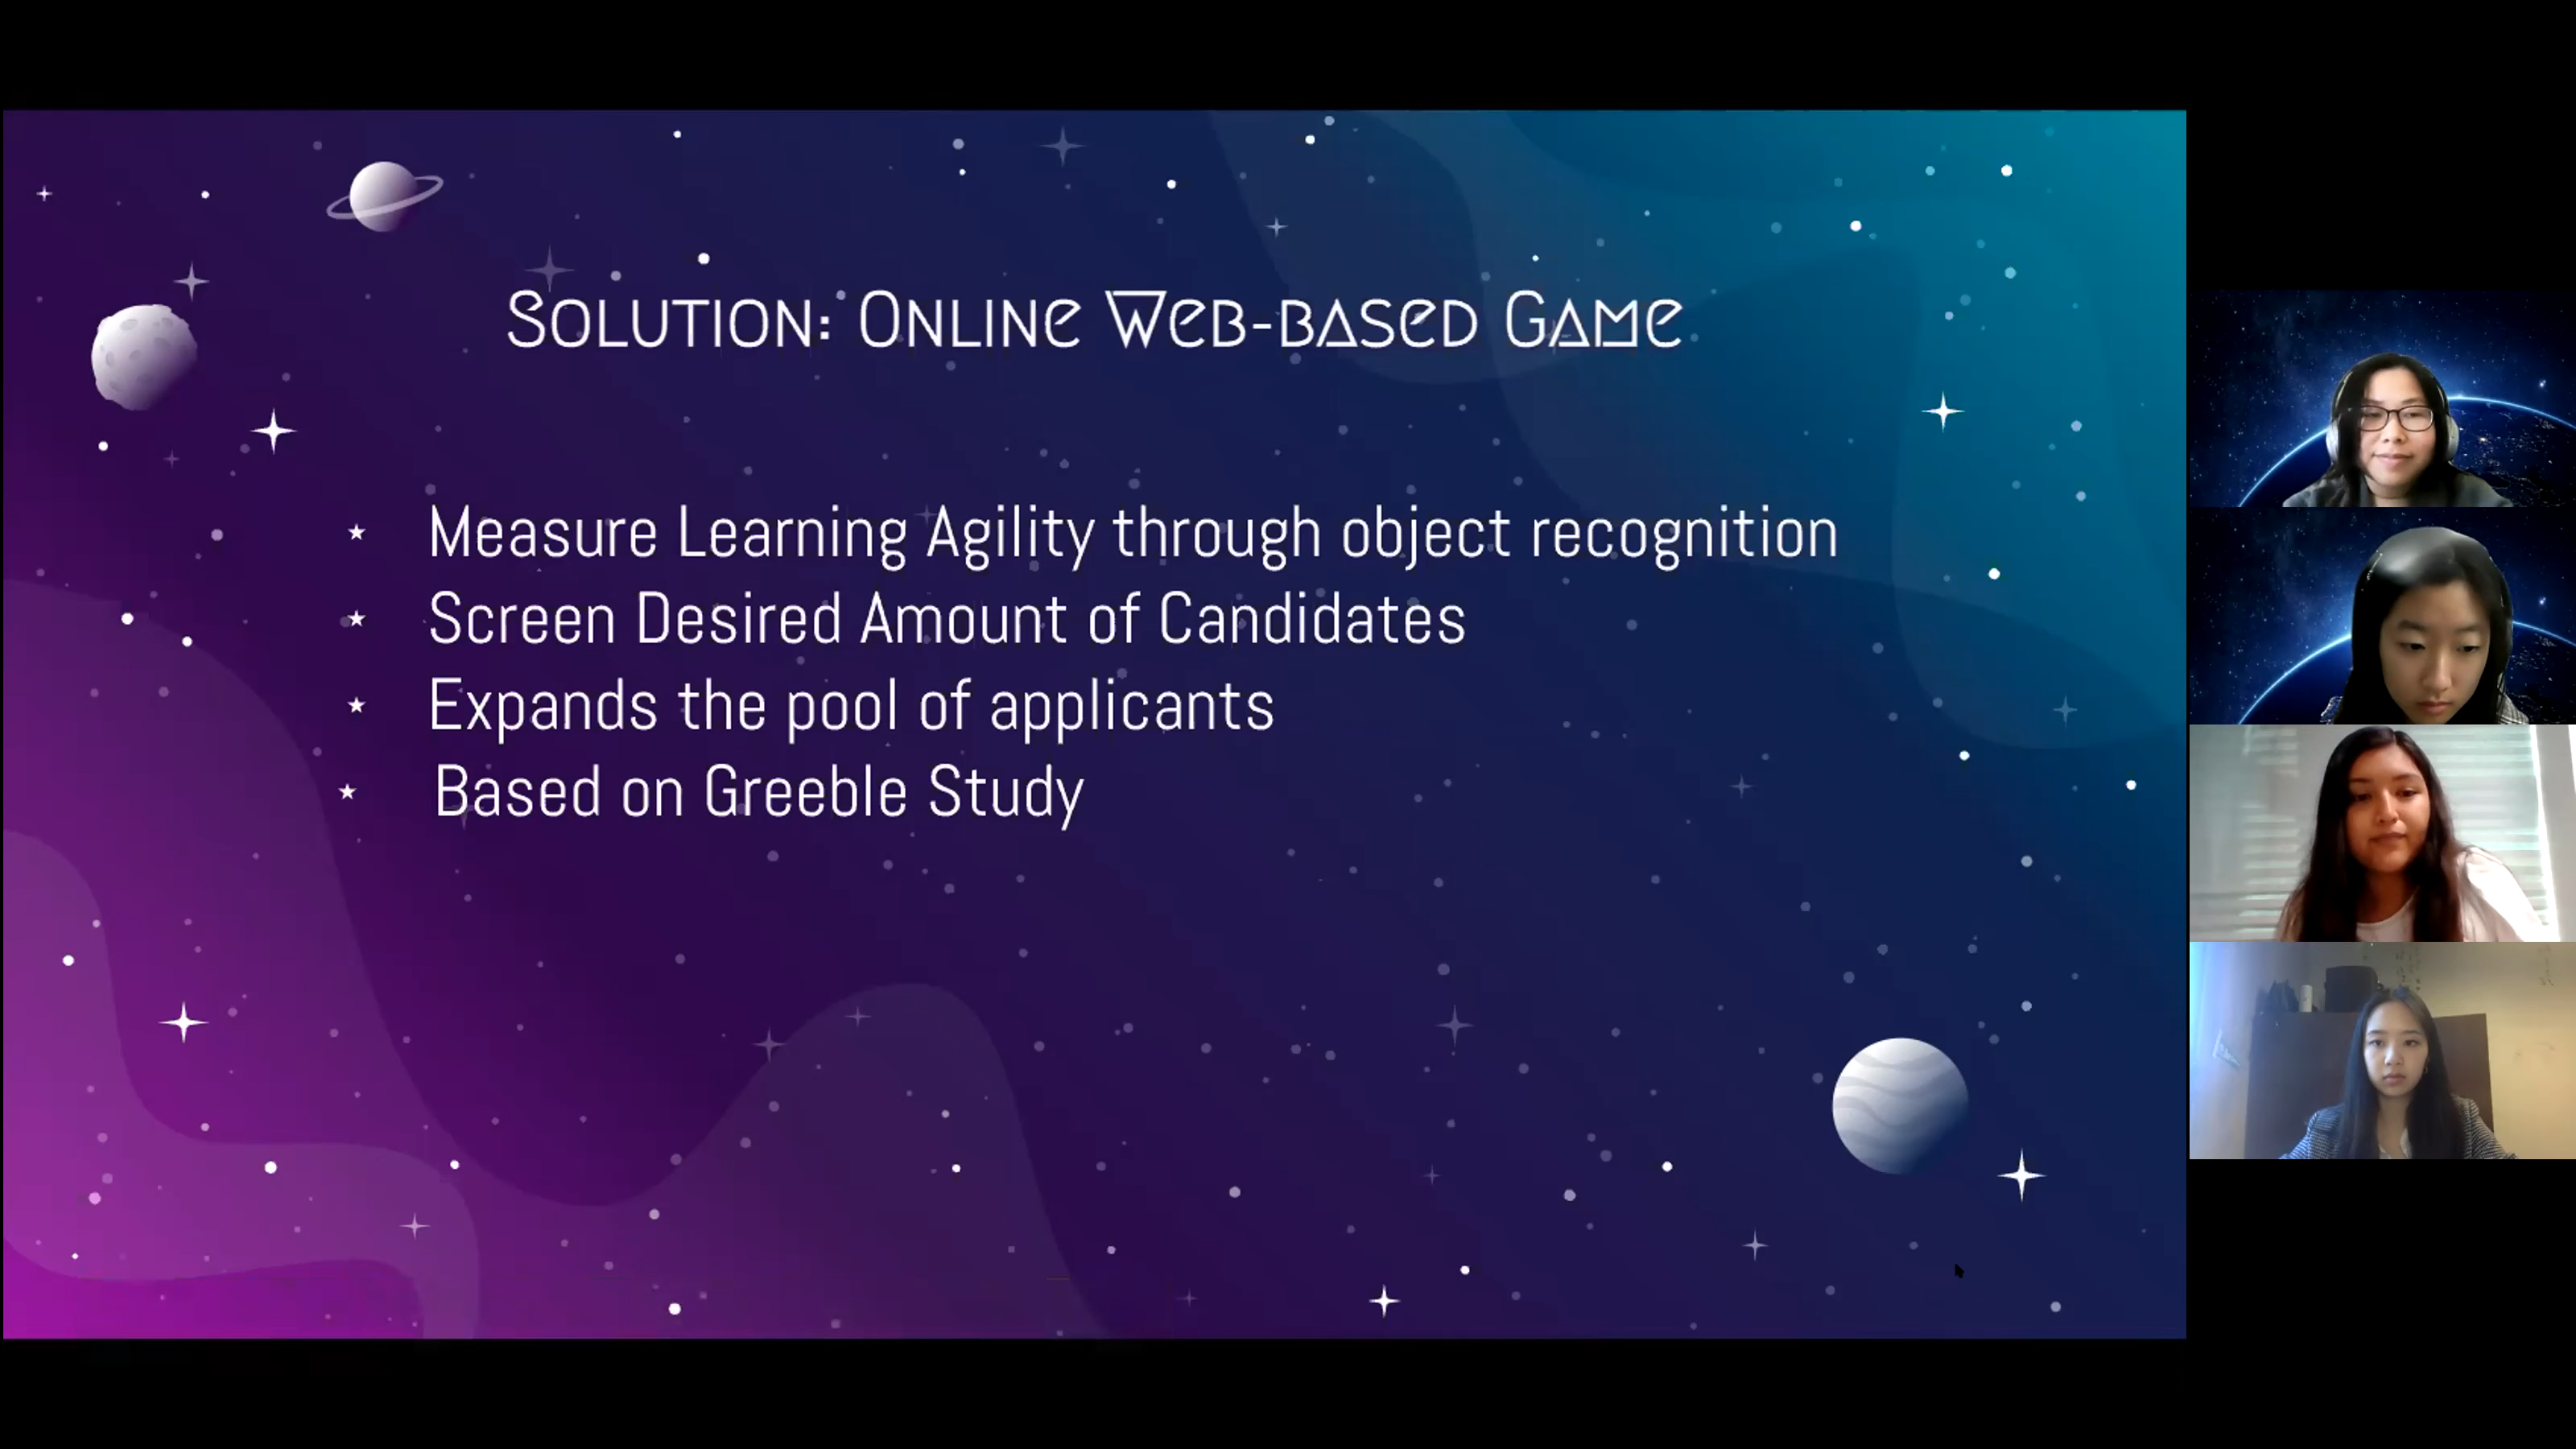 Solution: Online Web-based Game
Measure Learning Agility through object recognition
Screen Desired Amount of Candidates
Expands the pool of applicants
Based on Greeble Study